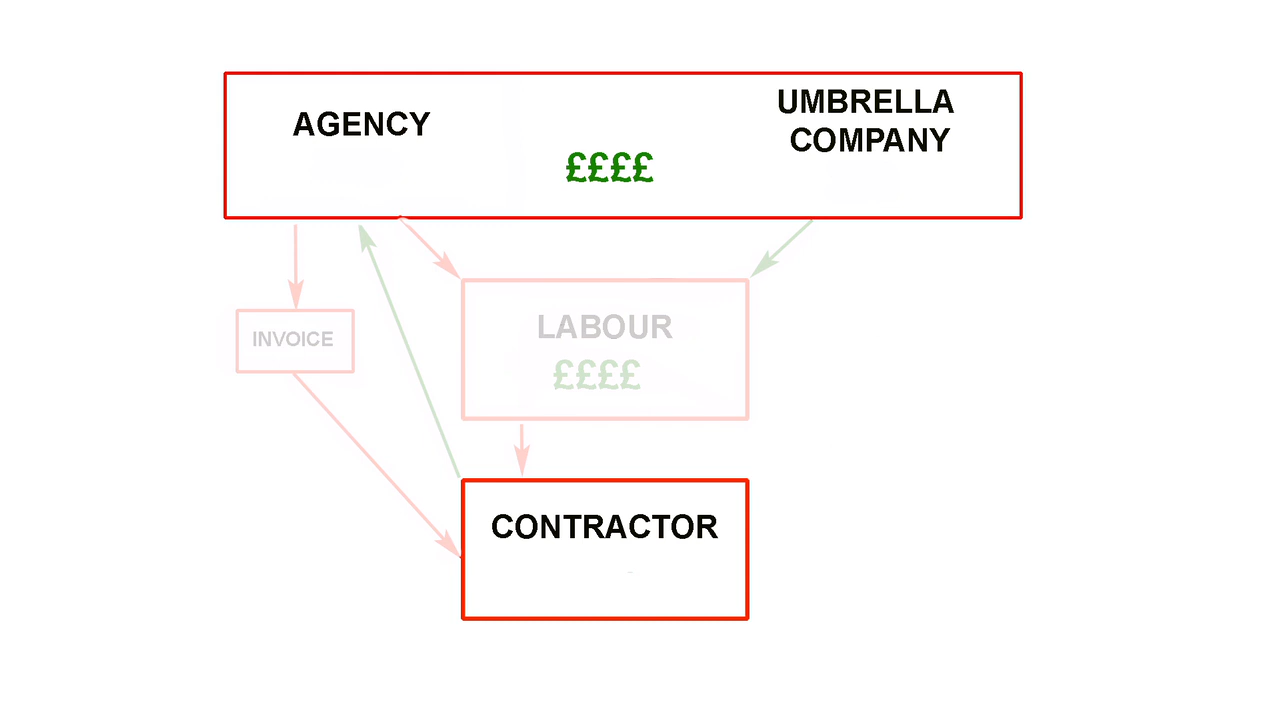 AGENCY
UMBRELLA
COMPANY
££££
INVOICE
LABOUR
££££
CONTRACTOR